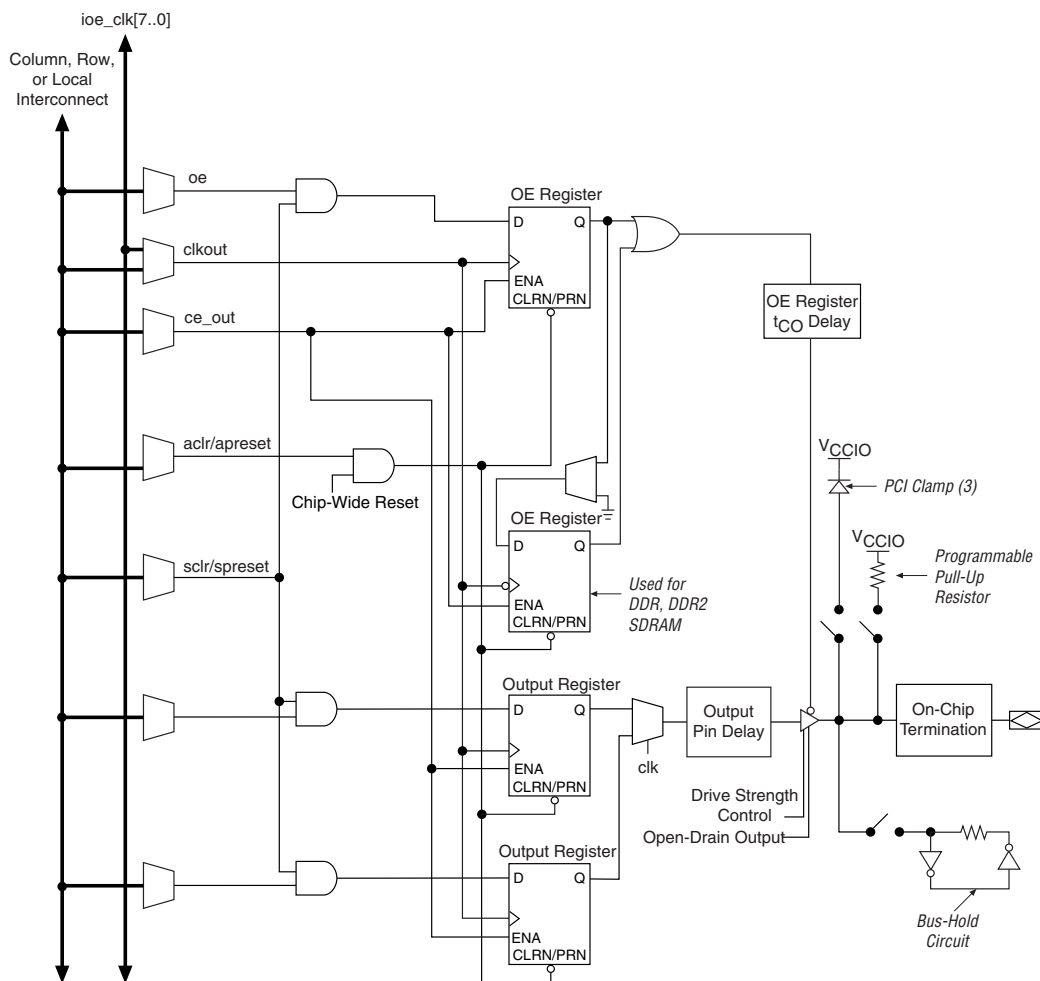 ioe_clk[7..0]
Column, Row,
or Local
Interconnect
oe
OE Register
D
Q
clkout
ENA
CLRN/PRN
ce_out
OE Register
tCO Delay
aclr/apreset
Chip-Wide Reset
VCCIO
PCI Clamp (3)
OE Register
D
Q
ENA
CLRN/PRN
VCCIO
Programmable
Pull-Up
Resistor
sclr/spreset
Used for
DDR, DDR2
SDRAM
Output Register
D
Q
ENA
CLRN/PRN
clk
Output
Pin Delay
On-Chip
Termination
Drive Strength
Control
Open-Drain Output
Output Register
D
Q
ENA
CLRN/PRN
Bus-Hold
Circuit